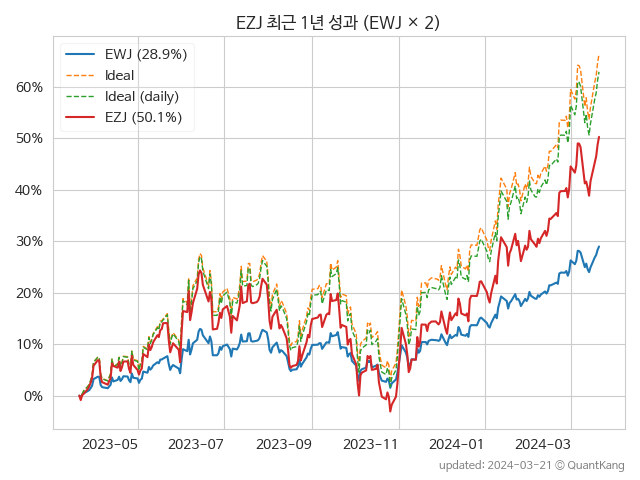 EZJ 최근 1년 성과 (EWJ × 2)
EWJ (28.9%)
Ideal
Ideal (daily)
EZJ (50.1%)
60%
50%
40%
30%
20%
10%
0%
2023-05 2023-07 2023-09 2023-11 2024-01 2024-03
updated: 2024-03-21 © QuantKang